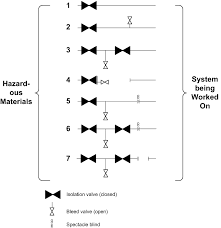 1
2
3
Hazard-
ous
Materials
4
System
being
Worked
On
5
6
7
Isolation valve (closed)
Bleed valve (open)
Spectacle blind